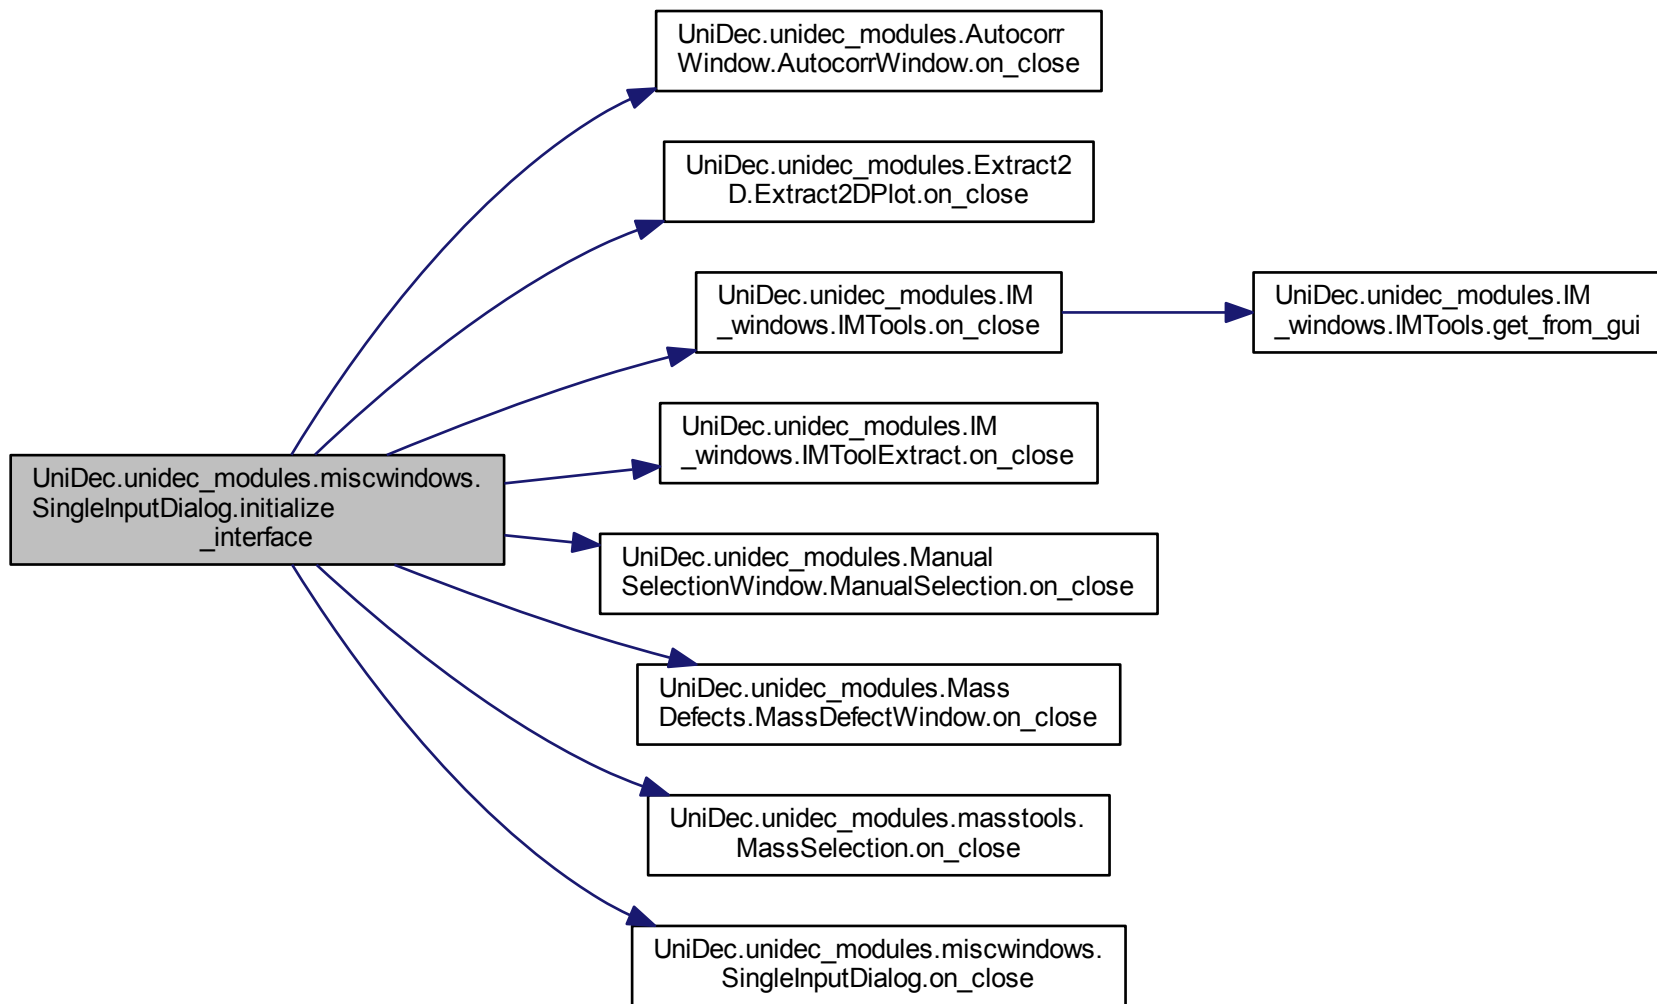 UniDec.unidec_modules.Autocorr
Window.AutocorrWindow.on_close
UniDec.unidec_modules.Extract2
D.Extract2DPlot.on_close
UniDec.unidec_modules.IM
_windows.IMTools.on_close
UniDec.unidec_modules.IM
_windows.IMTools.get_from_gui
UniDec.unidec_modules.IM
_windows.IMToolExtract.on_close
UniDec.unidec_modules.miscwindows.
SingleInputDialog.initialize
_interface
UniDec.unidec_modules.Manual
SelectionWindow.ManualSelection.on_close
UniDec.unidec_modules.Mass
Defects.MassDefectWindow.on_close
UniDec.unidec_modules.masstools.
MassSelection.on_close
UniDec.unidec_modules.miscwindows.
SingleInputDialog.on_close